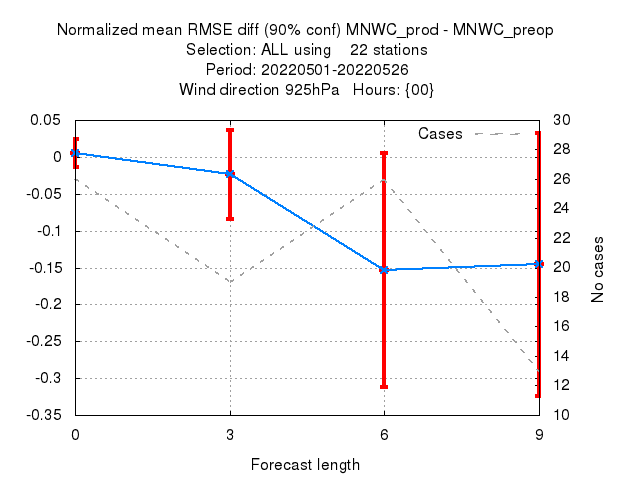 Normalized mean RMSE diff (90% conf) MNWC_prod - MNWC_preop
Selection: ALL using 22 stations
Period: 20220501-20220526
Wind direction 925hPa Hours: {00}
Cases
0.05
0
-0.05
-0.1
-0.15
-0.2
-0.25
-0.3
-0.35
30
28
26
24
22
20
18
16
14
12
10
No cases
0 3 6 9
Forecast length